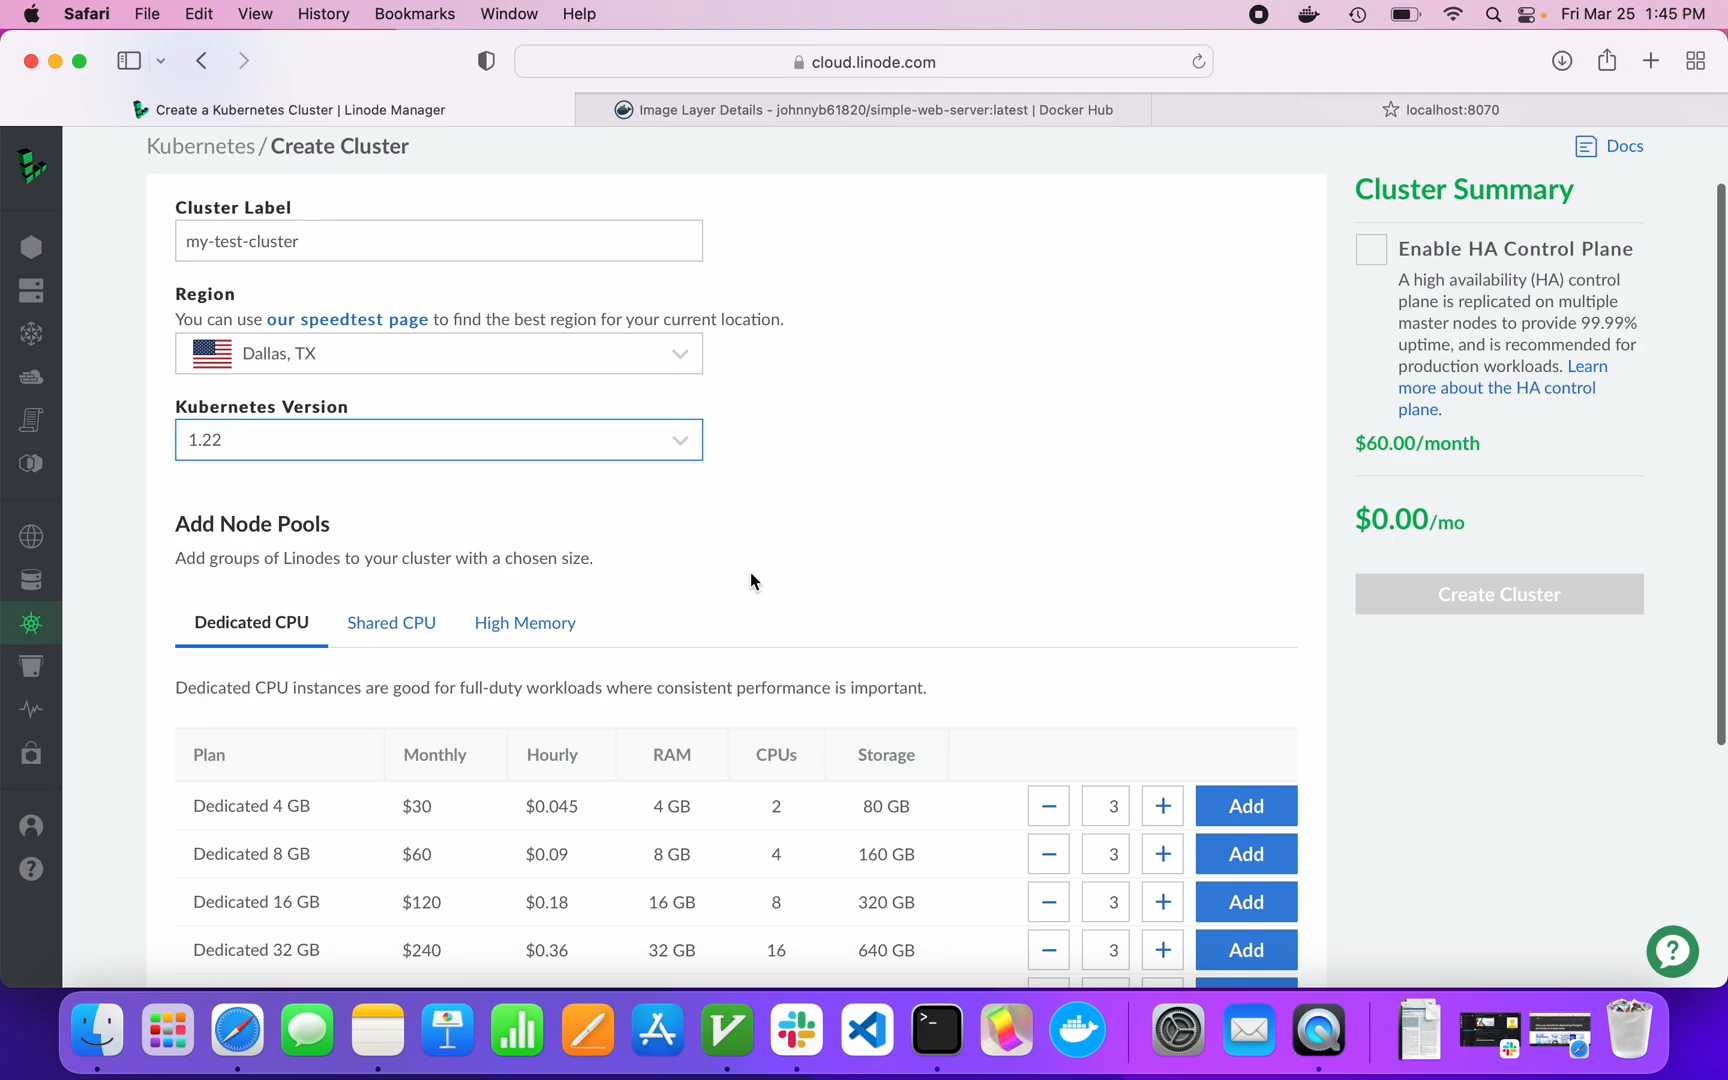 Safari File Edit View History Bookmarks Window Help Fri Mar 25 1:45 PM
cloud.linode.com
Create a Kubernetes Cluster | Linode Manager
Image Layer Details - johnnyb61820/simple-web-server:latest | Docker Hub
localhost:8070
Kubernetes / Create Cluster
Docs
Cluster Label
my-test-cluster
Region
You can use our speedtest page to find the best region for your current location.
Dallas, TX
Kubernetes Version
1.22
Add Node Pools
Add groups of Linodes to your cluster with a chosen size.
Dedicated CPU Shared CPU High Memory
Dedicated CPU instances are good for full-duty workloads where consistent performance is important.
Plan Monthly Hourly RAM CPUs Storage
Dedicated 4 GB $30 $0.045 4 GB 2 80 GB − 3 + Add
Dedicated 8 GB $60 $0.09 8 GB 4 160 GB − 3 + Add
Dedicated 16 GB $120 $0.18 16 GB 8 320 GB − 3 + Add
Dedicated 32 GB $240 $0.36 32 GB 16 640 GB − 3 + Add
Cluster Summary
Enable HA Control Plane
A high availability (HA) control
plane is replicated on multiple
master nodes to provide 99.99%
uptime, and is recommended for
production workloads. Learn
more about the HA control
plane.
$60.00/month
$0.00/mo
Create Cluster